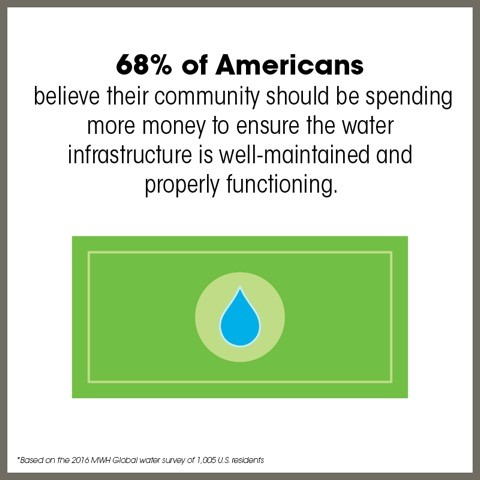 68% of Americans
believe their community should be spending
more money to ensure the water
infrastructure is well-maintained and
properly functioning.
*Based on the 2016 MWH Global water survey of 1,005 U.S. residents